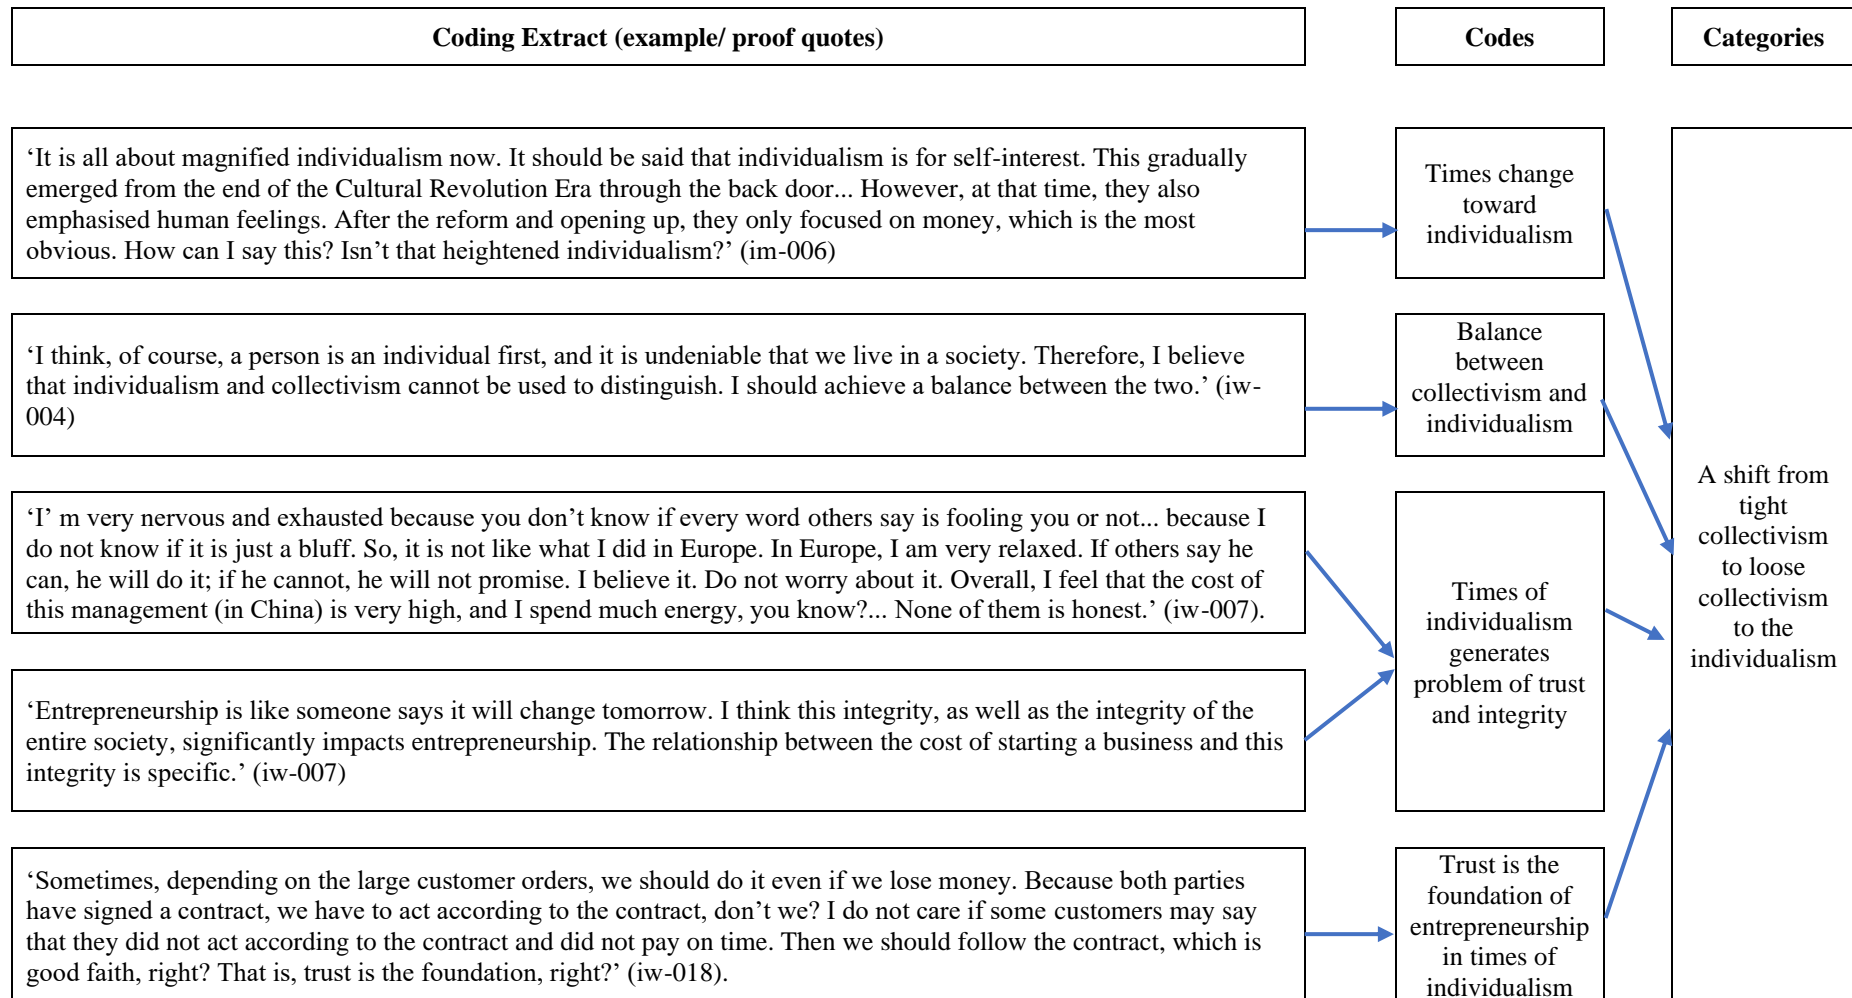 Coding Extract (example/ proof quotes)
Codes
Categories
‘It is all about magnified individualism now. It should be said that individualism is for self-interest. This gradually
emerged from the end of the Cultural Revolution Era through the back door... However, at that time, they also
emphasised human feelings. After the reform and opening up, they only focused on money, which is the most
obvious. How can I say this? Isn’t that heightened individualism?’ (im-006)
Times change
toward
individualism
‘I think, of course, a person is an individual first, and it is undeniable that we live in a society. Therefore, I believe
that individualism and collectivism cannot be used to distinguish. I should achieve a balance between the two.’ (iw-
004)
Balance
between
collectivism and
individualism
‘I’ m very nervous and exhausted because you don’t know if every word others say is fooling you or not... because I
do not know if it is just a bluff. So, it is not like what I did in Europe. In Europe, I am very relaxed. If others say he
can, he will do it; if he cannot, he will not promise. I believe it. Do not worry about it. Overall, I feel that the cost of
this management (in China) is very high, and I spend much energy, you know?... None of them is honest.’ (iw-007).
‘Entrepreneurship is like someone says it will change tomorrow. I think this integrity, as well as the integrity of the
entire society, significantly impacts entrepreneurship. The relationship between the cost of starting a business and this
integrity is specific.’ (iw-007)
Times of
individualism
generates
problem of trust
and integrity
‘Sometimes, depending on the large customer orders, we should do it even if we lose money. Because both parties
have signed a contract, we have to act according to the contract, don’t we? I do not care if some customers may say
that they did not act according to the contract and did not pay on time. Then we should follow the contract, which is
good faith, right? That is, trust is the foundation, right?’ (iw-018).
Trust is the
foundation of
entrepreneurship
in times of
individualism
A shift from
tight
collectivism
to loose
collectivism
to the
individualism